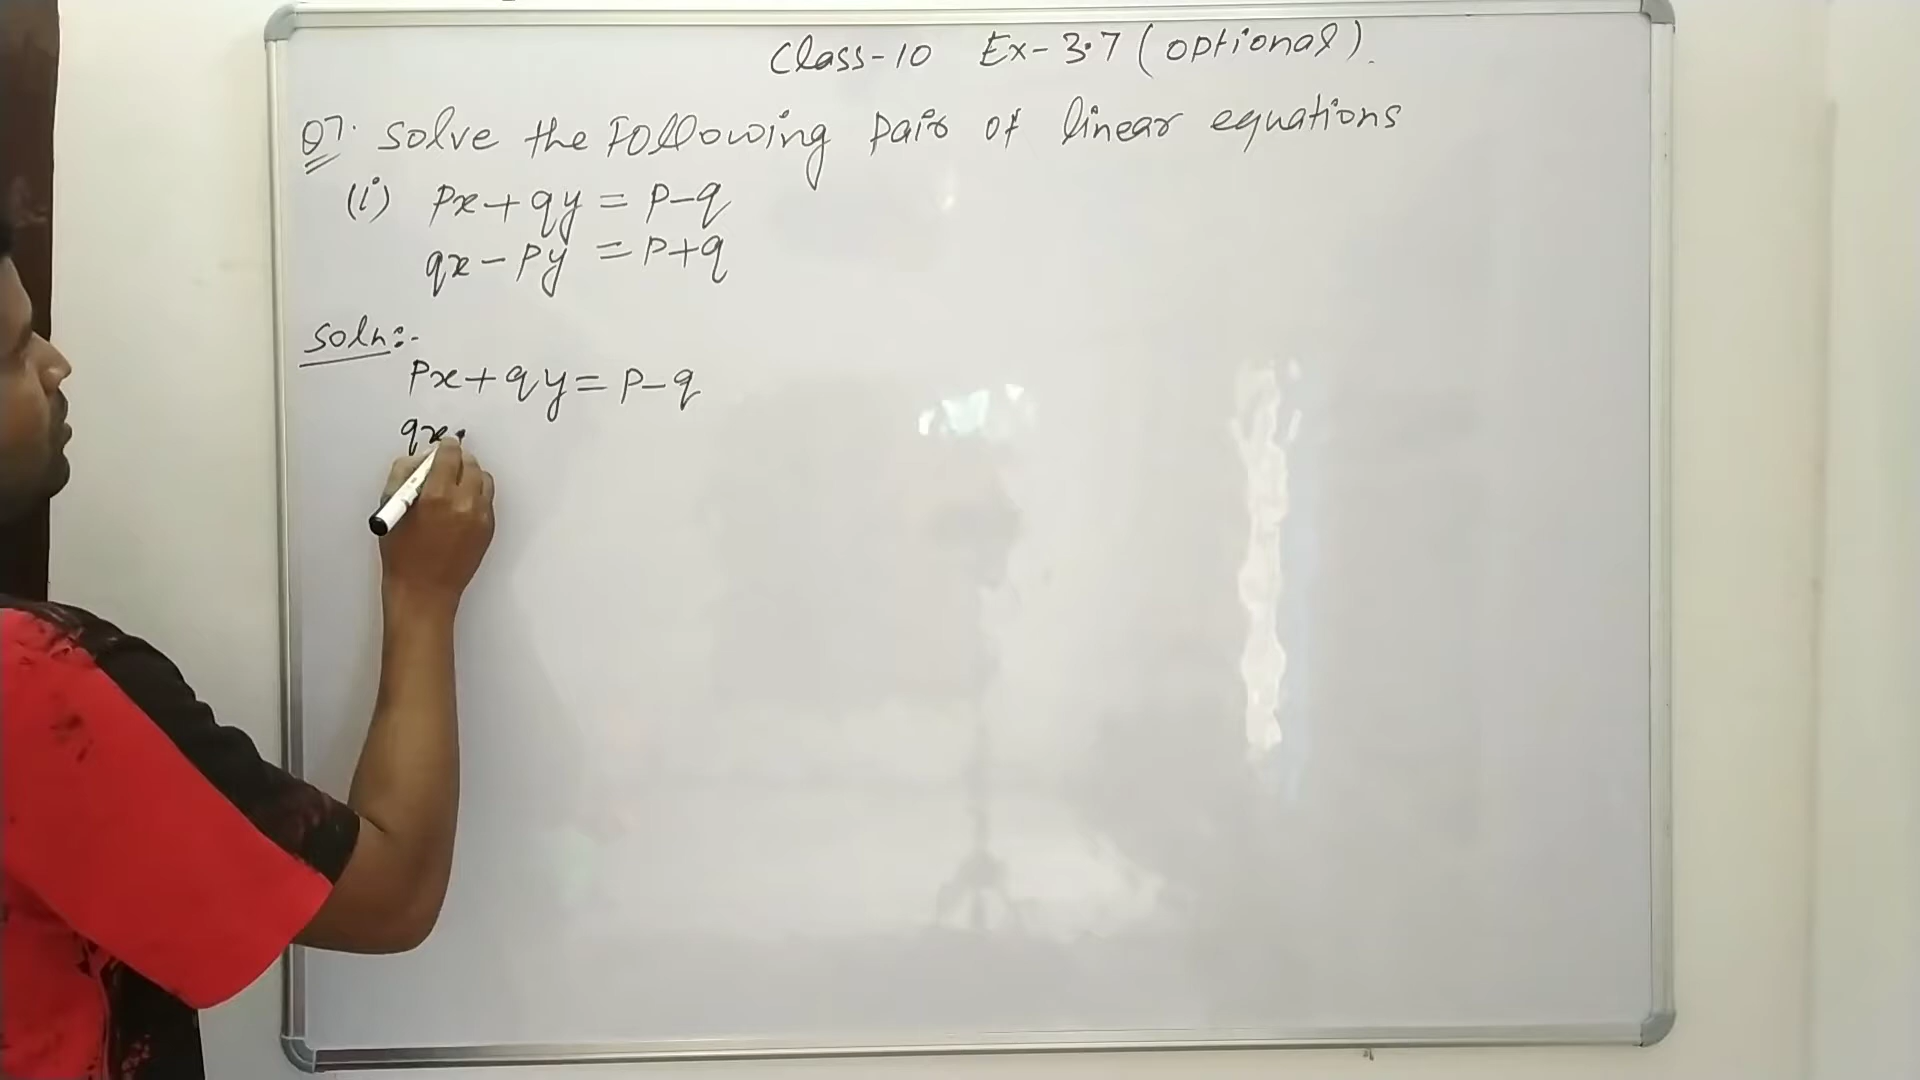 Class-10 Ex-3.7 (optional).
Q7. Solve the Following pair of linear equations
(i) px+qy = p-q
qx-py = p+q
Soln:-
px+qy = p-q
qx